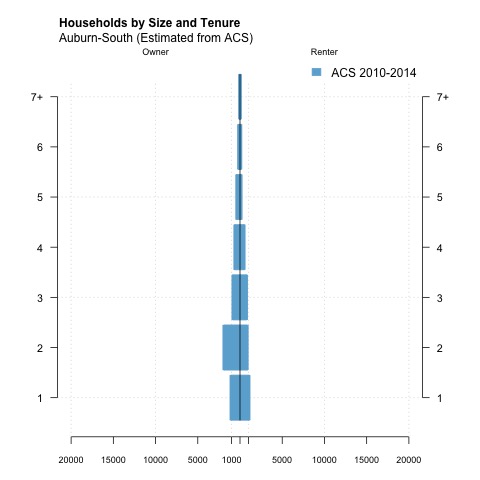 Households by Size and Tenure
Auburn-South (Estimated from ACS)
Owner Renter
ACS 2010-2014
7+ 7+
6 6
5 5
4 4
3 3
2 2
1 1
20000 15000 10000 5000 1000 5000 10000 15000 20000